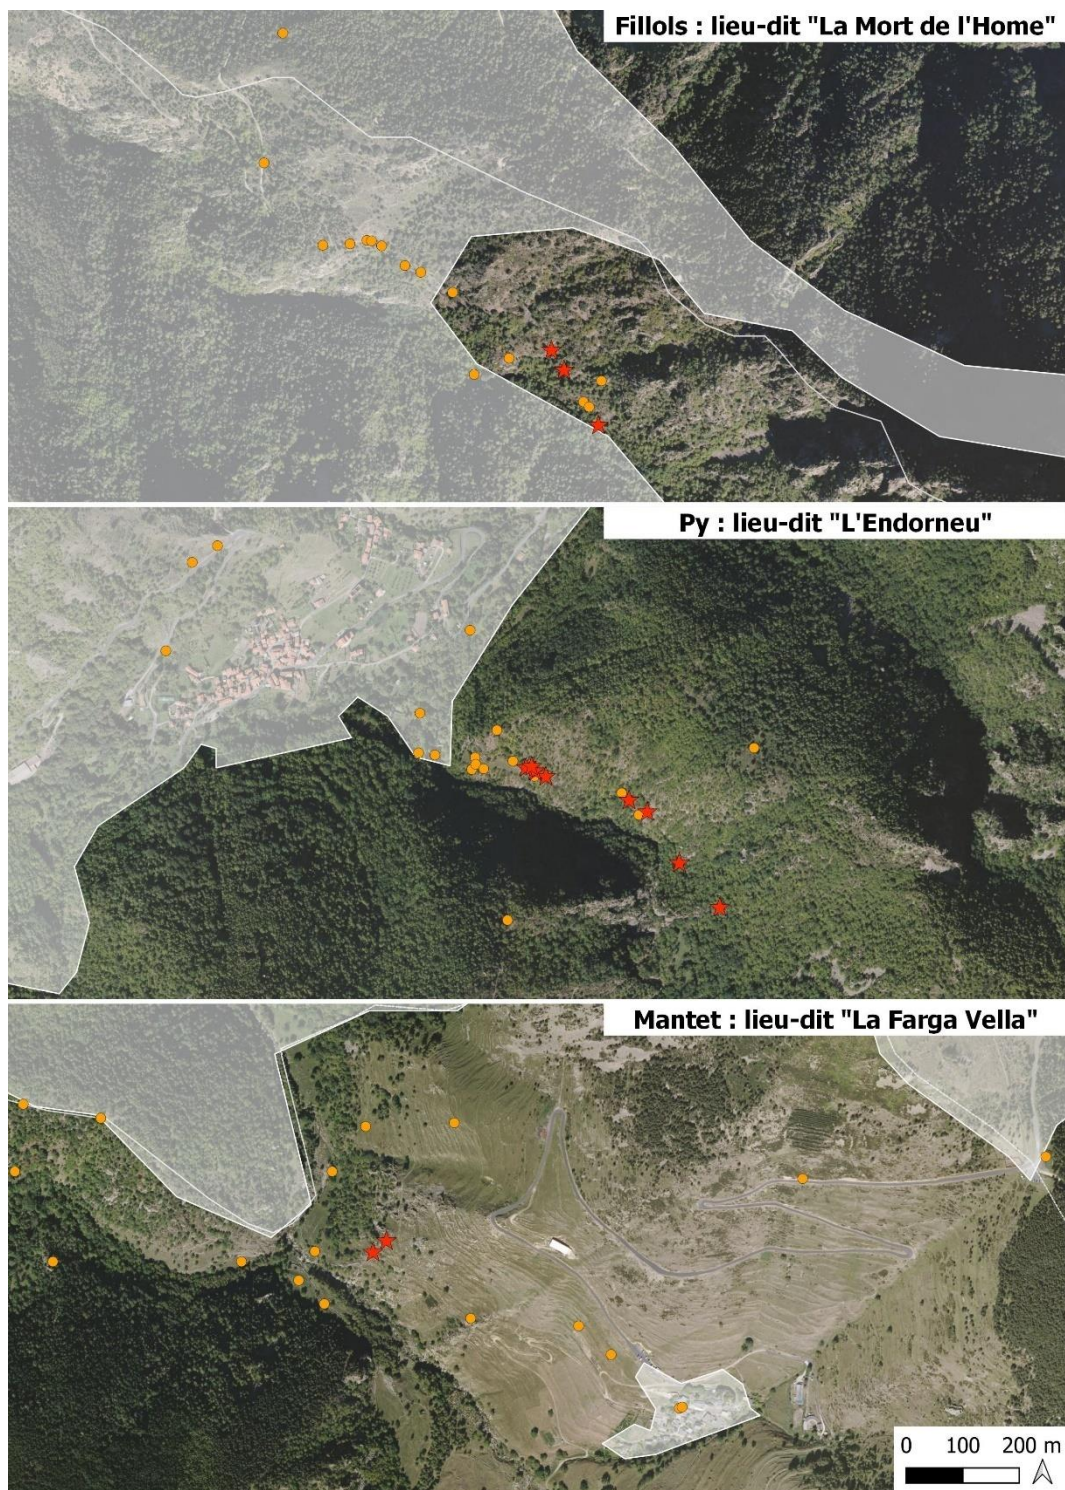 Fillols : lieu-dit "La Mort de l'Home"
Py : lieu-dit "L'Endorneu"
Mantet : lieu-dit "La Farga Vella"
0 100 200 m